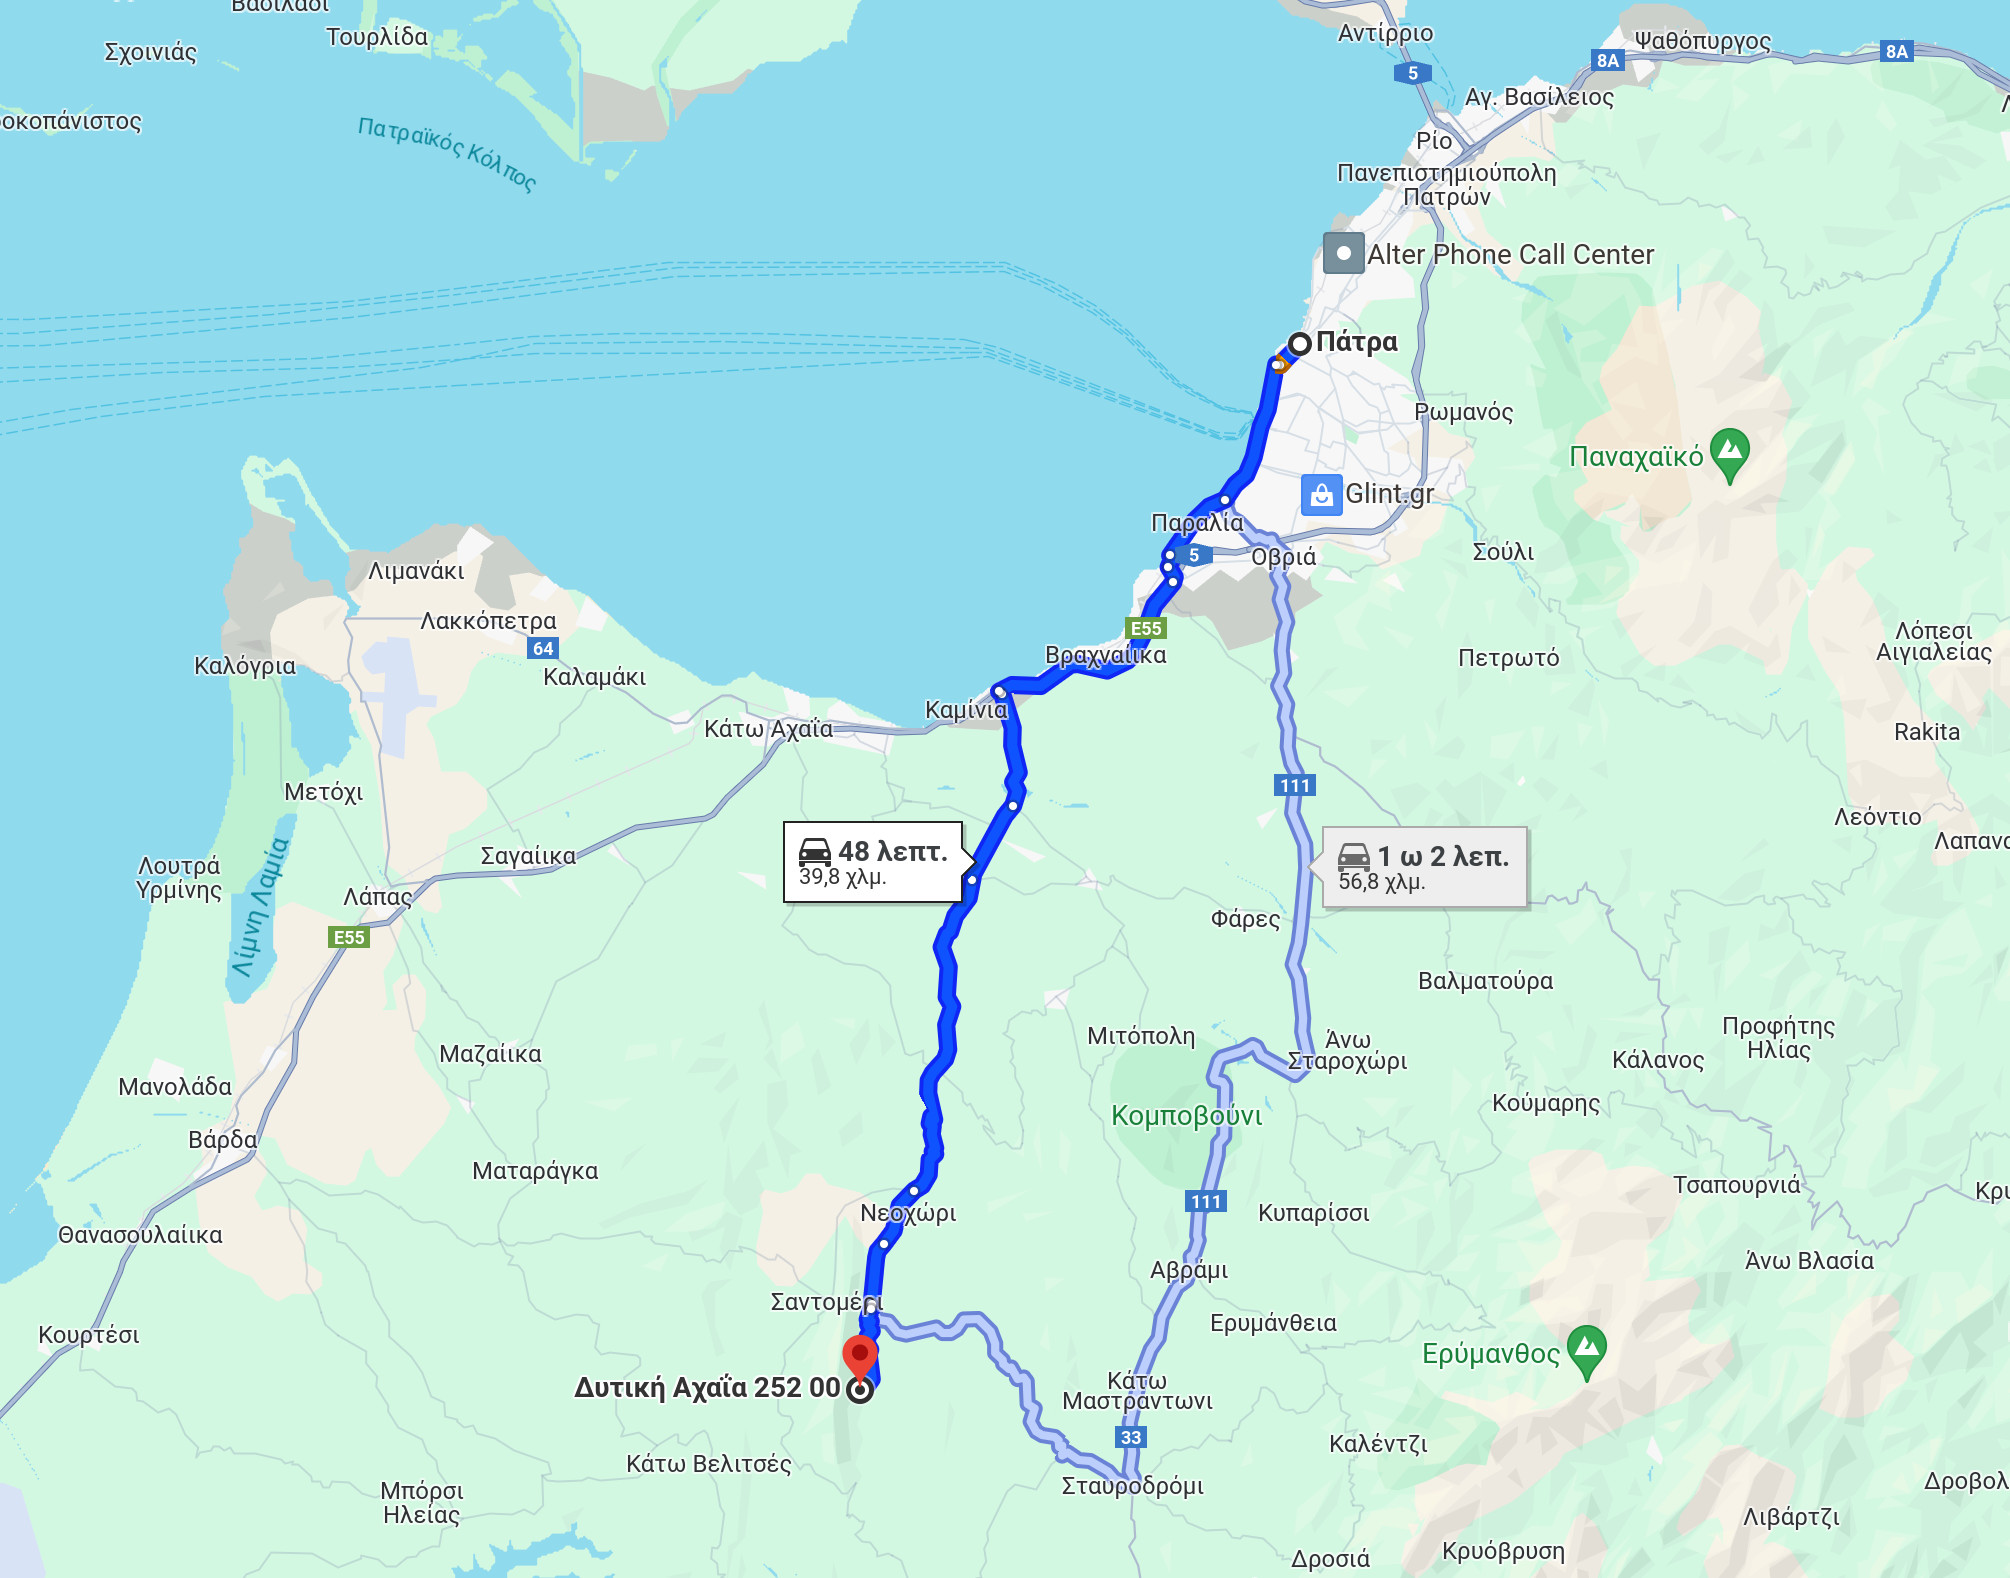 Βασιλάδι
Τουρλίδα
Σχοινιάς
οκοπάνιστος
Πατραϊκός Κόλπος
Αντίρριο
5
8A
Ψαθόπυργος
8A
Αγ. Βασίλειος
Ρίο
Πανεπιστημιούπολη
Πατρών
Alter Phone Call Center
Πάτρα
Ρωμανός
Παναχαϊκό
Glint.gr
Παραλία
5
Οβριά
Σούλι
Λιμανάκι
Λακκόπετρα
64
Καλόγρια
Καλαμάκι
E55
Βραχναίικα
Πετρωτό
Λόπεσι
Αιγιαλείας
Καμίνια
Κάτω Αχαΐα
Rakita
Μετόχι
111
Λεόντιο
Λαπανα
48 λεπτ.
39,8 χλμ.
1 ω 2 λεπ.
56,8 χλμ.
Σαγαίικα
Λουτρά
Υρμίνης
Λάπας
Λίμνη Λαμία
E55
Φάρες
Βαλματούρα
Μιτόπολη
Άνω
Σταροχώρι
Προφήτης
Ηλίας
Κάλανος
Μαζαίικα
Μανολάδα
Κομποβούνι
Κούμαρης
Βάρδα
Ματαράγκα
Τσαπουρνιά
Κρυ
111
Νεοχώρι
Κυπαρίσσι
Θανασουλαίικα
Άνω Βλασία
Αβράμι
Σαντομέρι
Ερυμάνθεια
Κουρτέσι
Ερύμανθος
Δυτική Αχαΐα 252 00
Κάτω
Μαστραντωνι
33
Καλέντζι
Κάτω Βελιτσές
Σταυροδρόμι
Δροβολ
Μπόρσι
Ηλείας
Λιβάρτζι
Δροσιά
Κρυόβρυση